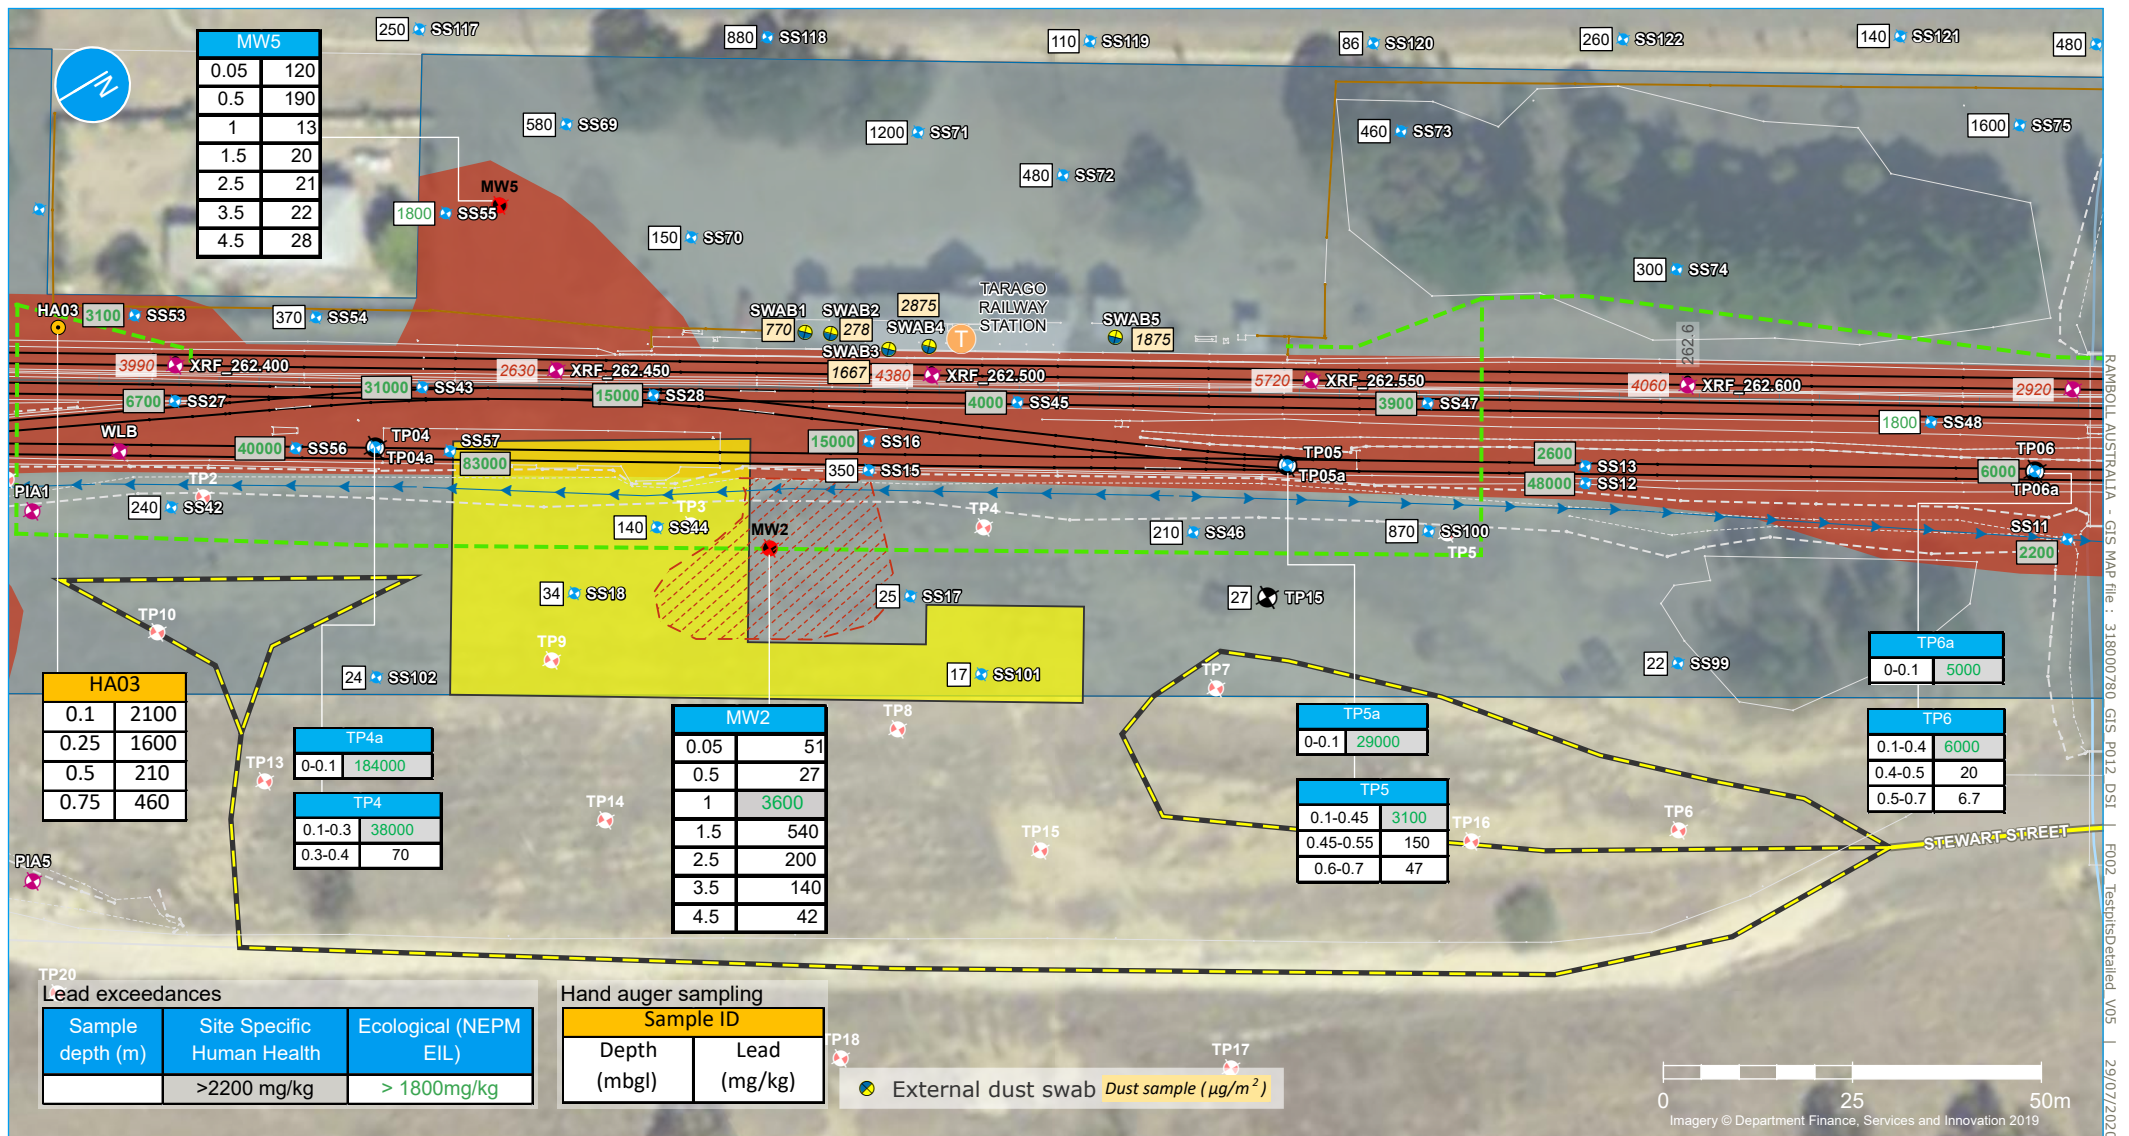 250 SS117
880 SS118
110 SS119
86 SS120
260 SS122
140 SS121
480
MW5
0.05 120
0.5 190
1 13
1.5 20
2.5 21
3.5 22
4.5 28
N
580 SS69
1200 SS71
460 SS73
1600 SS75
480 SS72
MW5
1800 SS55
150 SS70
300 SS74
TARAGO
RAILWAY
STATION
T
HA03
3100 SS53
370 SS54
SWAB1
770
SWAB2
278
2875
SWAB4
SWAB3
1667
SWAB5
1875
262.6
3990 XRF_262.400
2630 XRF_262.450
4380 XRF_262.500
5720 XRF_262.550
4060 XRF_262.600
2920
6700 SS27
31000 SS43
15000 SS28
4000 SS45
3900 SS47
1800 SS48
WLB
40000 SS56
TP04
TP04a
SS57
83000
15000 SS16
350 SS15
TP05
TP05a
2600 SS13
48000 SS12
TP06
6000
TP06a
PIA1
TP2
240 SS42
TP3
140 SS44
MW2
TP4
210 SS46
870 SS100
TP5
SS11
2200
TP10
34 SS18
25 SS17
27 TP15
TP9
24 SS102
17 SS101
TP7
22 SS99
HA03
0.1 2100
0.25 1600
0.5 210
0.75 460
TP13
TP4a
0-0.1 184000
TP4
0.1-0.3 38000
0.3-0.4 70
TP14
MW2
0.05 51
0.5 27
1 3600
1.5 540
2.5 200
3.5 140
4.5 42
TP8
TP15
TP5a
0-0.1 29000
TP5
0.1-0.45 3100
0.45-0.55 150
0.6-0.7 47
TP16
TP6
TP6a
0-0.1 5000
TP6
0.1-0.4 6000
0.4-0.5 20
0.5-0.7 6.7
STEWART STREET
PIA5
TP20
TP18
TP17
Lead exceedances
Sample depth (m) Site Specific Human Health Ecological (NEPM EIL)
>2200 mg/kg > 1800mg/kg
Hand auger sampling
Sample ID
Depth (mbgl) Lead (mg/kg)
External dust swab Dust sample ( µg/m² )
0 25 50m
Imagery © Department Finance, Services and Innovation 2019
RAMBOLL AUSTRALIA - GIS MAP file : 318000780_GIS_P012_DSI | F002_TestpitsDetailed_V05 | 29/07/2020